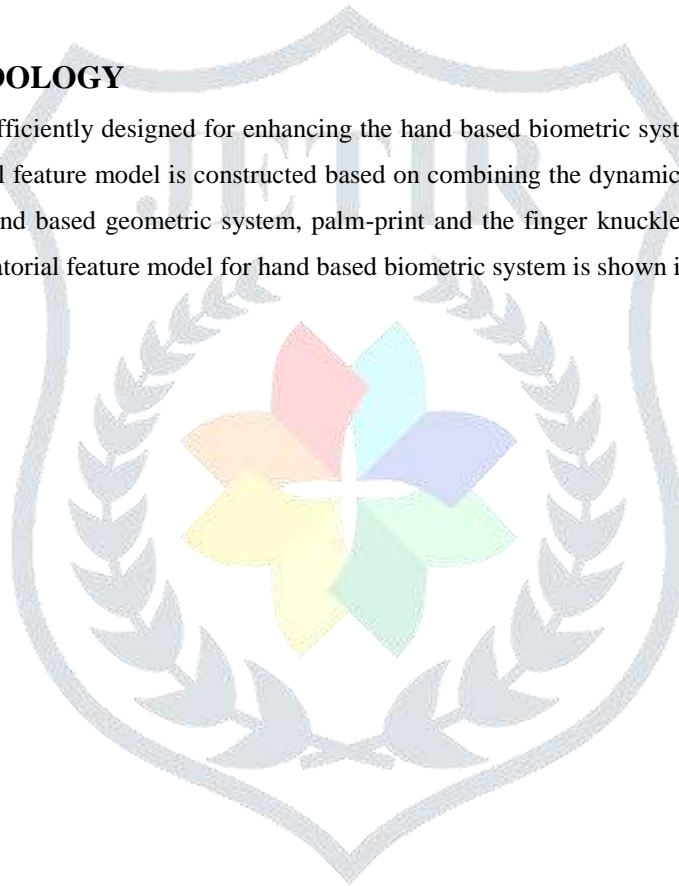 DOLOGY
fficiently designed for enhancing the hand based biometric syst
l feature model is constructed based on combining the dynamic
nd based geometric system, palm-print and the finger knuckle
atorial feature model for hand based biometric system is shown i
JETIR